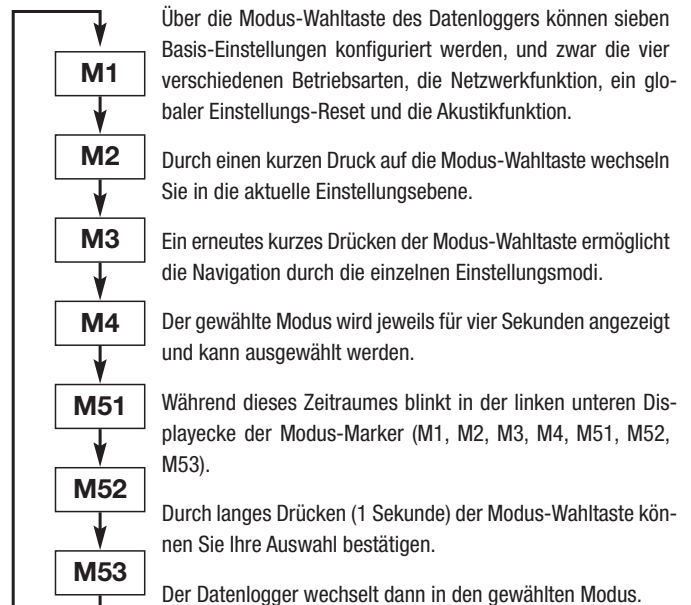 M1
M2
M3
M4
M51
M52
M53
Über die Modus-Wahltaste des Datenloggers können sieben
Basis-Einstellungen konfiguriert werden, und zwar die vier
verschiedenen Betriebsarten, die Netzwerkfunktion, ein glo-
baler Einstellungs-Reset und die Akustikfunktion.
Durch einen kurzen Druck auf die Modus-Wahltaste wechseln
Sie in die aktuelle Einstellungsebene.
Ein erneutes kurzes Drücken der Modus-Wahltaste ermöglicht
die Navigation durch die einzelnen Einstellungsmodi.
Der gewählte Modus wird jeweils für vier Sekunden angezeigt
und kann ausgewählt werden.
Während dieses Zeitraumes blinkt in der linken unteren Dis-
playecke der Modus-Marker (M1, M2, M3, M4, M51, M52,
M53).
Durch langes Drücken (1 Sekunde) der Modus-Wahltaste kön-
nen Sie Ihre Auswahl bestätigen.
Der Datenlogger wechselt dann in den gewählten Modus.